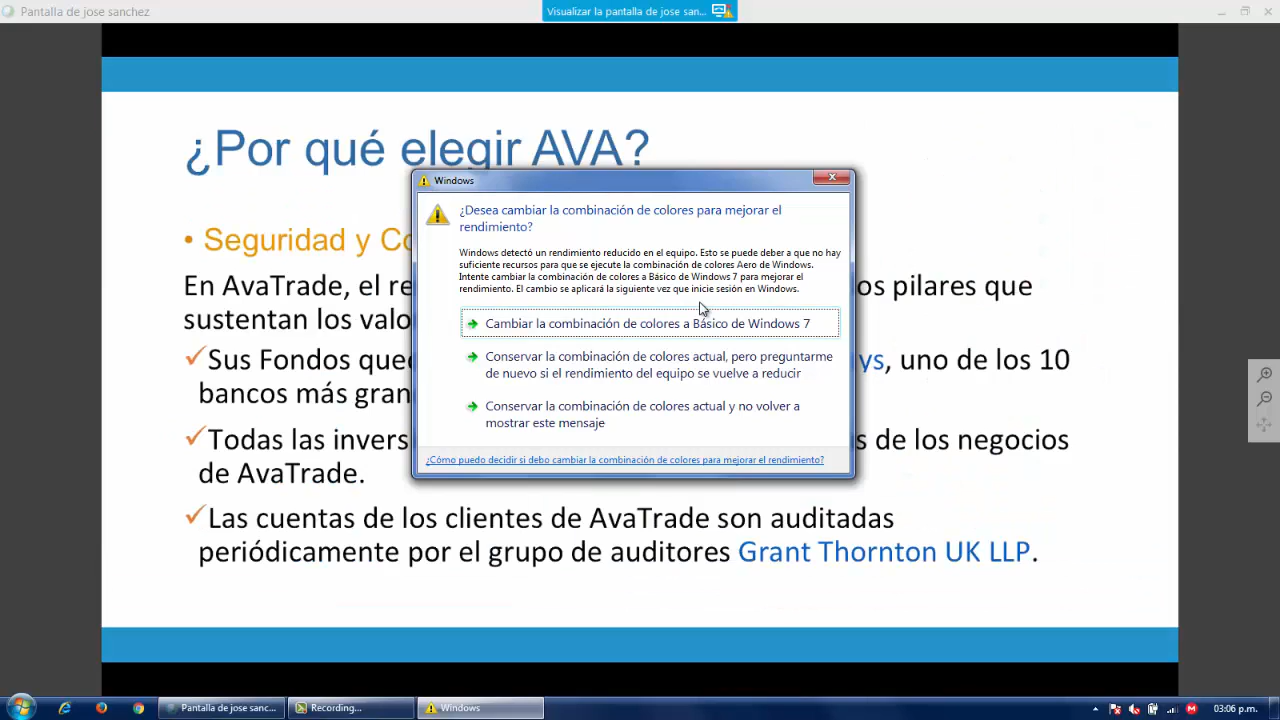 Pantalla de jose sanchez
Visualizar la pantalla de jose san...
¿Por qué elegir AVA?
• Seguridad y Co
En AvaTrade, el re
os pilares que
sustentan los valo
✓Sus Fondos que
ys, uno de los 10
bancos más gran
✓Todas las invers
s de los negocios
de AvaTrade.
✓Las cuentas de los clientes de AvaTrade son auditadas
periódicamente por el grupo de auditores Grant Thornton UK LLP.
Windows
¿Desea cambiar la combinación de colores para mejorar el
rendimiento?
Windows detectó un rendimiento reducido en el equipo. Esto se puede deber a que no hay
suficiente recursos para que se ejecute la combinación de colores Aero de Windows.
Intente cambiar la combinación de colores a Básico de Windows 7 para mejorar el
rendimiento. El cambio se aplicará la siguiente vez que inicie sesión en Windows.
Cambiar la combinación de colores a Básico de Windows 7
Conservar la combinación de colores actual, pero preguntarme
de nuevo si el rendimiento del equipo se vuelve a reducir
Conservar la combinación de colores actual y no volver a
mostrar este mensaje
¿Cómo puedo decidir si debo cambiar la combinación de colores para mejorar el rendimiento?
Pantalla de jose sanc...
Recording...
Windows
03:06 p.m.